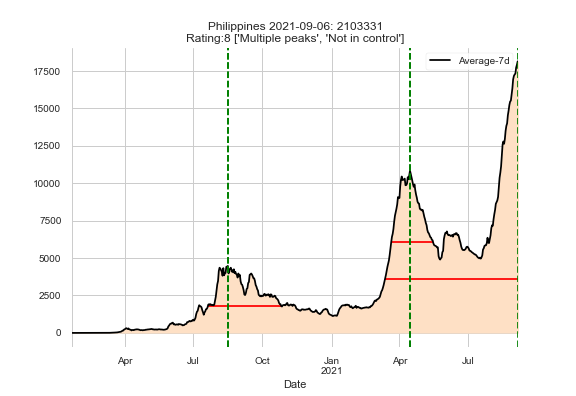 Philippines 2021-09-06: 2103331
Rating:8 ['Multiple peaks', 'Not in control']
Average-7d
17500
15000
12500
10000
7500
5000
2500
0
Apr
Jul
Oct
Jan
2021
Apr
Jul
Date